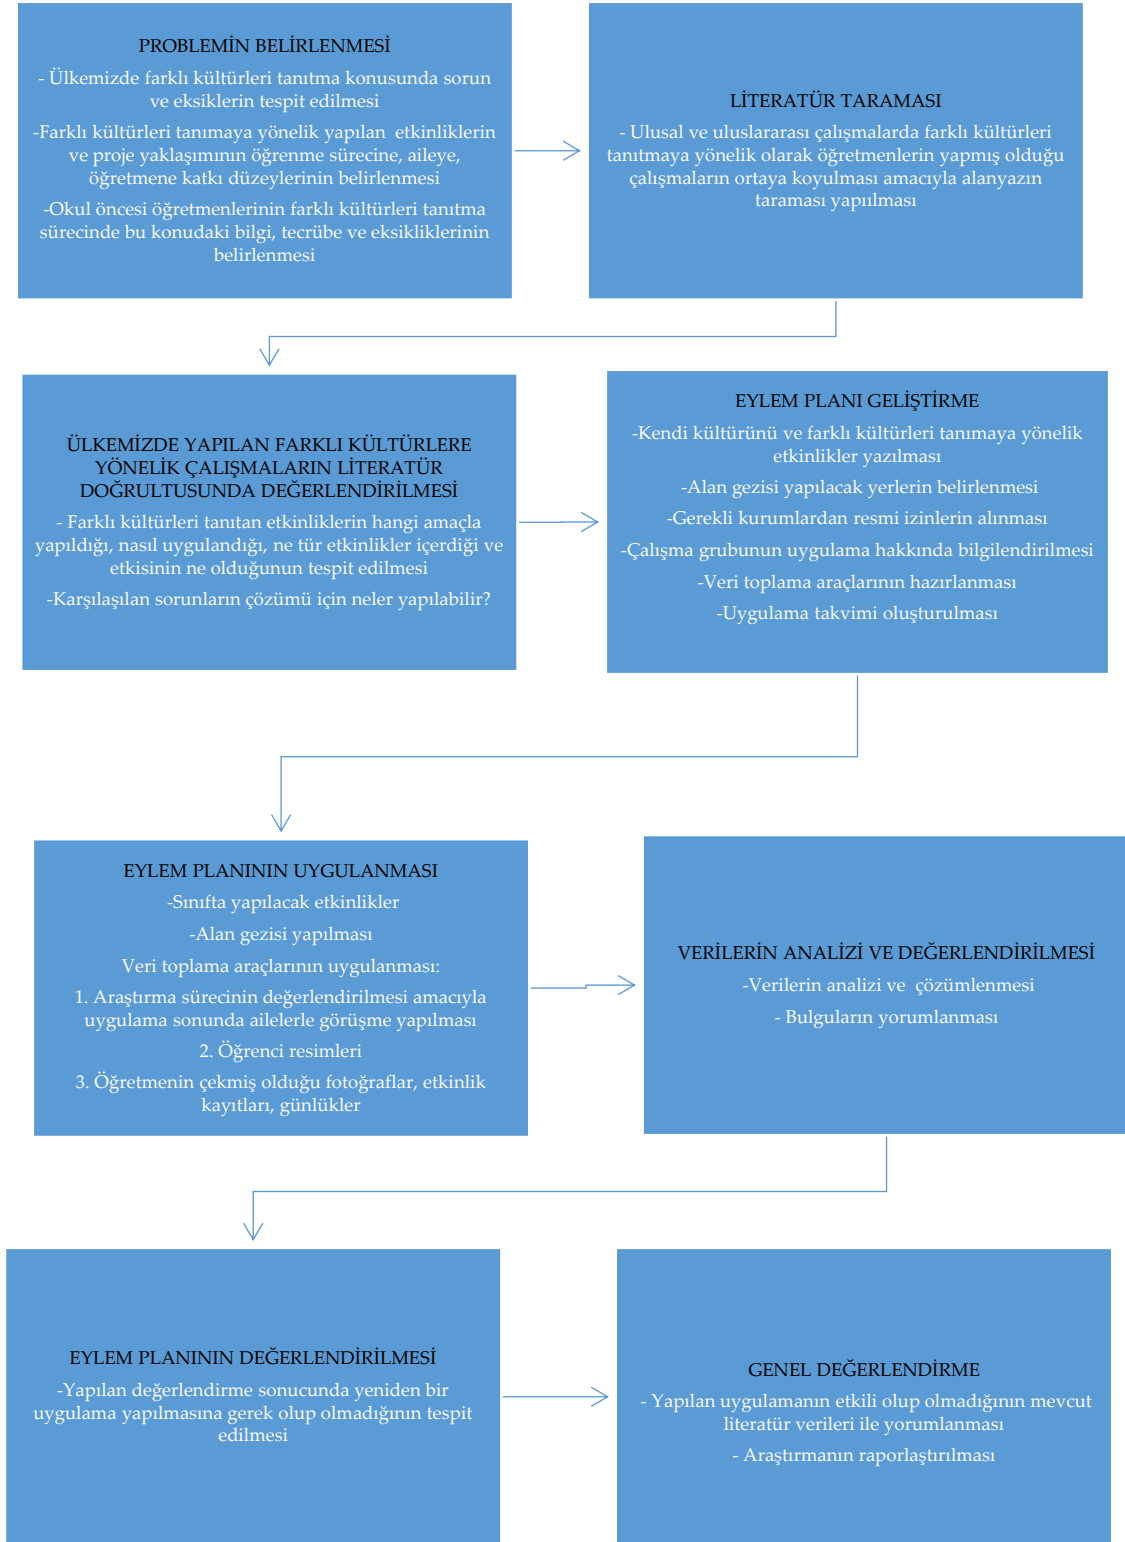 PROBLEMİN BELİRLENMESİ
- Ülkemizde farklı kültürleri tanıtma konusunda sorun
ve eksiklerin tespit edilmesi
-Farklı kültürleri tanımaya yönelik yapılan etkinliklerin
ve proje yaklaşımının öğrenme sürecine, aileye,
öğretmene katkı düzeylerinin belirlenmesi
-Okul öncesi öğretmenlerinin farklı kültürleri tanıtma
sürecinde bu konudaki bilgi, tecrübe ve eksikliklerinin
belirlenmesi
LİTERATÜR TARAMASI
- Ulusal ve uluslararası çalışmalarda farklı kültürleri
tanıtmaya yönelik olarak öğretmenlerin yapmış olduğu
çalışmaların ortaya koyulması amacıyla alanyazın
taraması yapıılması
ÜLKEMİZDE YAPILAN FARKLI KÜLTÜRLERE
YÖNELİK ÇALIŞMALARIN LİTERATÜR
DOĞRULTUSUNDA DEĞERLENDİRİLMESİ
- Farklı kültürleri tanıtan etkinliklerin hangi amaçla
yapıldığı, nasıl uygulandığı, ne tür etkinlikler içerdiği ve
etkisinin ne olduğunun tespit edilmesi
-Karşılaşılan sorunların çözümü için neler yapılabilir?
EYLEM PLANI GELİŞTİRME
-Kendi kültürünü ve farklı kültürleri tanımaya yönelik
etkinlikler yazılması
-Alan gezisi yapılacak yerlerin belirlenmesi
-Gerekli kurumlardan resmi izinlerin alınması
-Çalışma grubunun uygulama hakkında bilgilendirilmesi
-Veri toplama araçlarının hazırlanması
-Uygulama takvimi oluşturulması
EYLEM PLANININ UYGULANMASI
-Sınıfta yapılacak etkinlikler
-Alan gezisi yapılması
Veri toplama araçlarının uygulanması:
1. Araştırma sürecinin değerlendirilmesi amacıyla
uygulama sonunda ailelerle görüşme yapılması
2. Öğrenci resimleri
3. Öğretmenin çekmiş olduğu fotoğraflar, etkinlik
kayıtları, günlükler
VERİLERİN ANALİZİ VE DEĞERLENDİRİLMESİ
-Verilerin analizi ve çözümlenmesi
- Bulguların yorumlanması
EYLEM PLANININ DEĞERLENDİRİLMESİ
-Yapılan değerlendirme sonucunda yeniden bir
uygulama yapılmasına gerek olup olmadığının tespit
edilmesi
GENEL DEĞERLENDİRME
- Yapılan uygulamanın etkili olup olmadığının mevcut
literatür verileri ile yorumlanması
- Araştırmanın raporlaştırılması